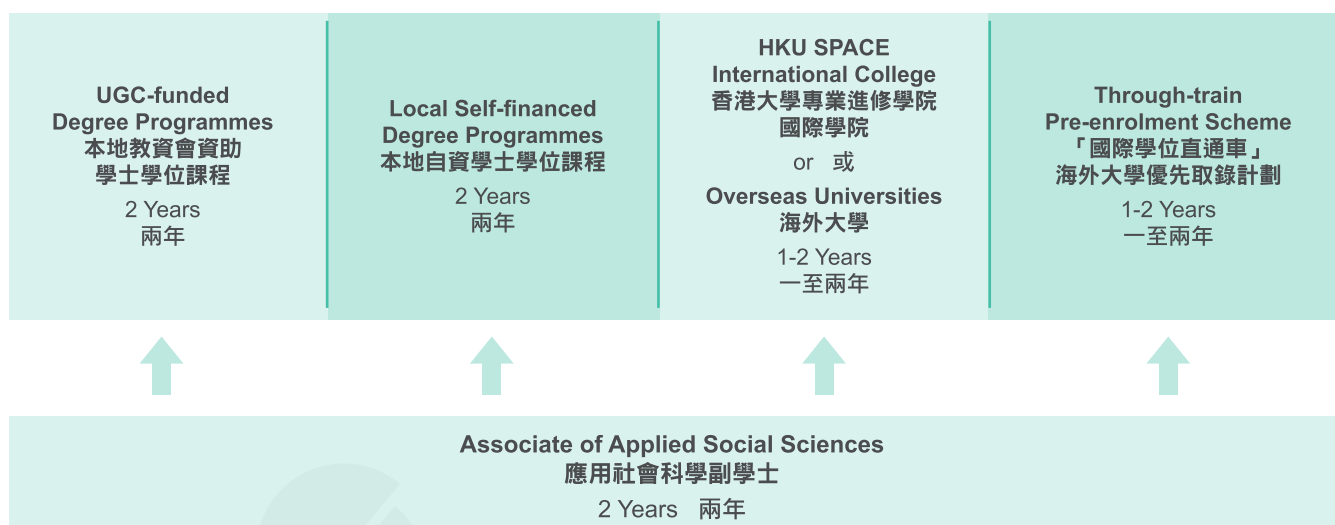 UGC-funded
Degree Programmes
本地教資會資助
學士學位課程
2 Years
兩年
Local Self-financed
Degree Programmes
本地自資學士學位課程
2 Years
兩年
HKU SPACE
International College
香港大學專業進修學院
國際學院
or 或
Overseas Universities
海外大學
1-2 Years
一至兩年
Through-train
Pre-enrolment Scheme
「國際學位直通車」
海外大學優先取錄計劃
1-2 Years
一至兩年
Associate of Applied Social Sciences
應用社會科學副學士
2 Years 兩年